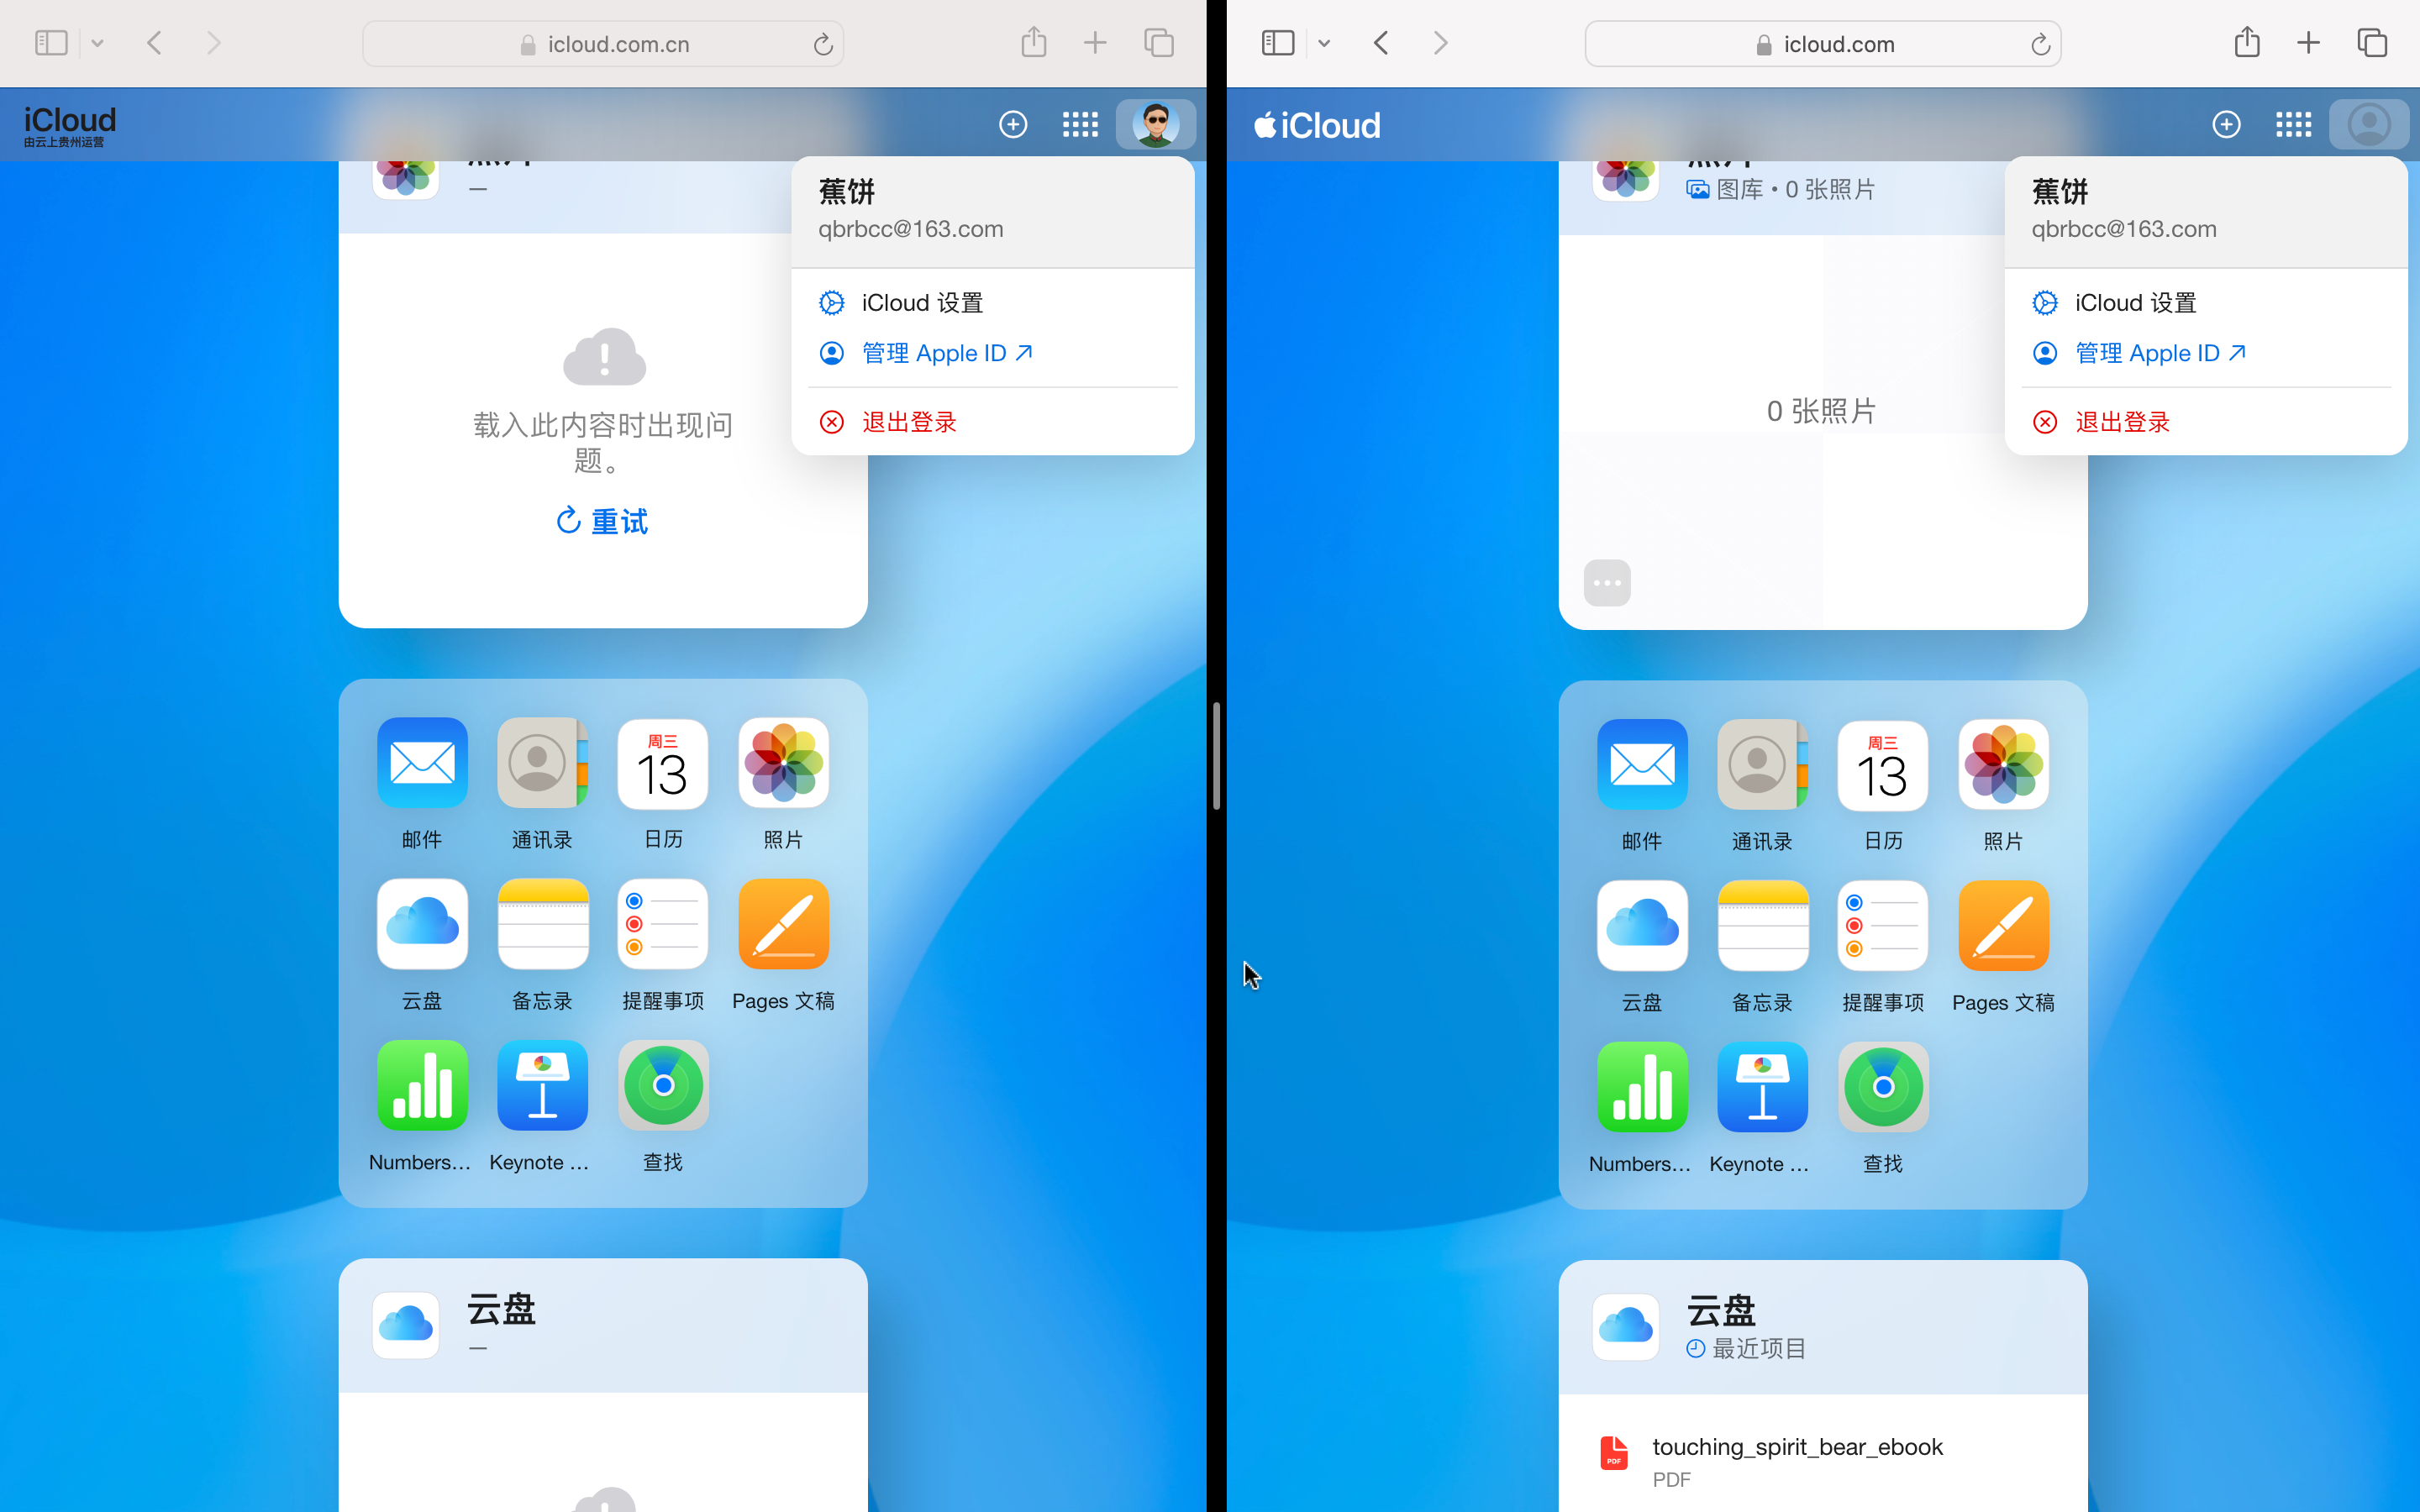 icloud.com.cn
iCloud
由云上贵州运营
—
蕉饼
qbrbcc@163.com
iCloud 设置
管理 Apple ID
退出登录
载入此内容时出现问
题。
重试
邮件
通讯录
周三
13
日历
照片
云盘
备忘录
提醒事项
Pages 文稿
Numbers...
Keynote ...
查找
云盘
—
icloud.com
iCloud
图库 • 0 张照片
蕉饼
qbrbcc@163.com
iCloud 设置
管理 Apple ID
退出登录
0 张照片
邮件
通讯录
周三
13
日历
照片
云盘
备忘录
提醒事项
Pages 文稿
Numbers...
Keynote ...
查找
云盘
最近项目
PDF
touching_spirit_bear_ebook
PDF